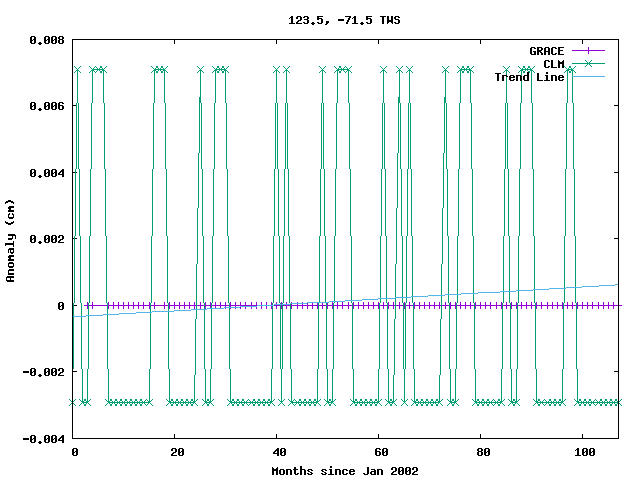 123.5, -71.5 TWS
GRACE
CLM
Trend Line
Anomaly (cm)
0.008
0.006
0.004
0.002
0
-0.002
-0.004
0 20 40 60 80 100
Months since Jan 2002